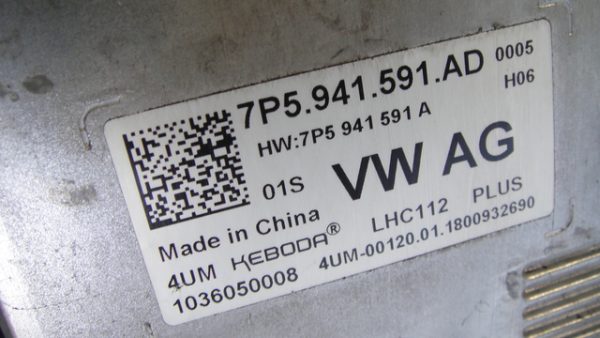 7P5.941.591.AD 0005
HW:7P5 941 591 A H06
01S VW AG
Made in China LHC112 PLUS
4UM KEBODA® 4UM-00120.01.1800932690
1036050008